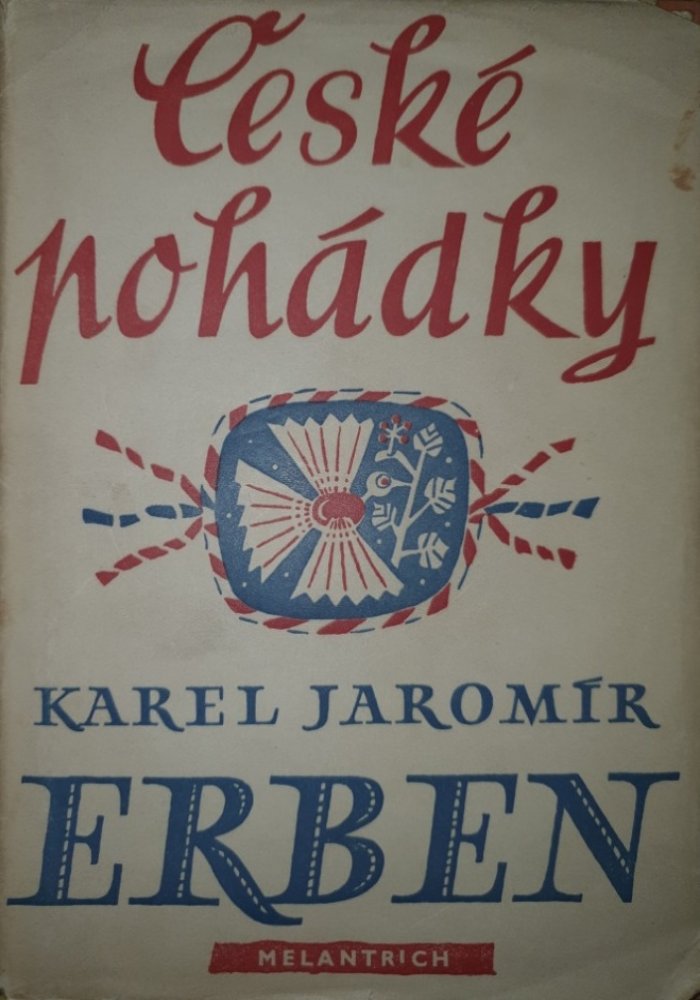 České
pohádky
KAREL JAROMÍR
ERBEN
MELANTRICH